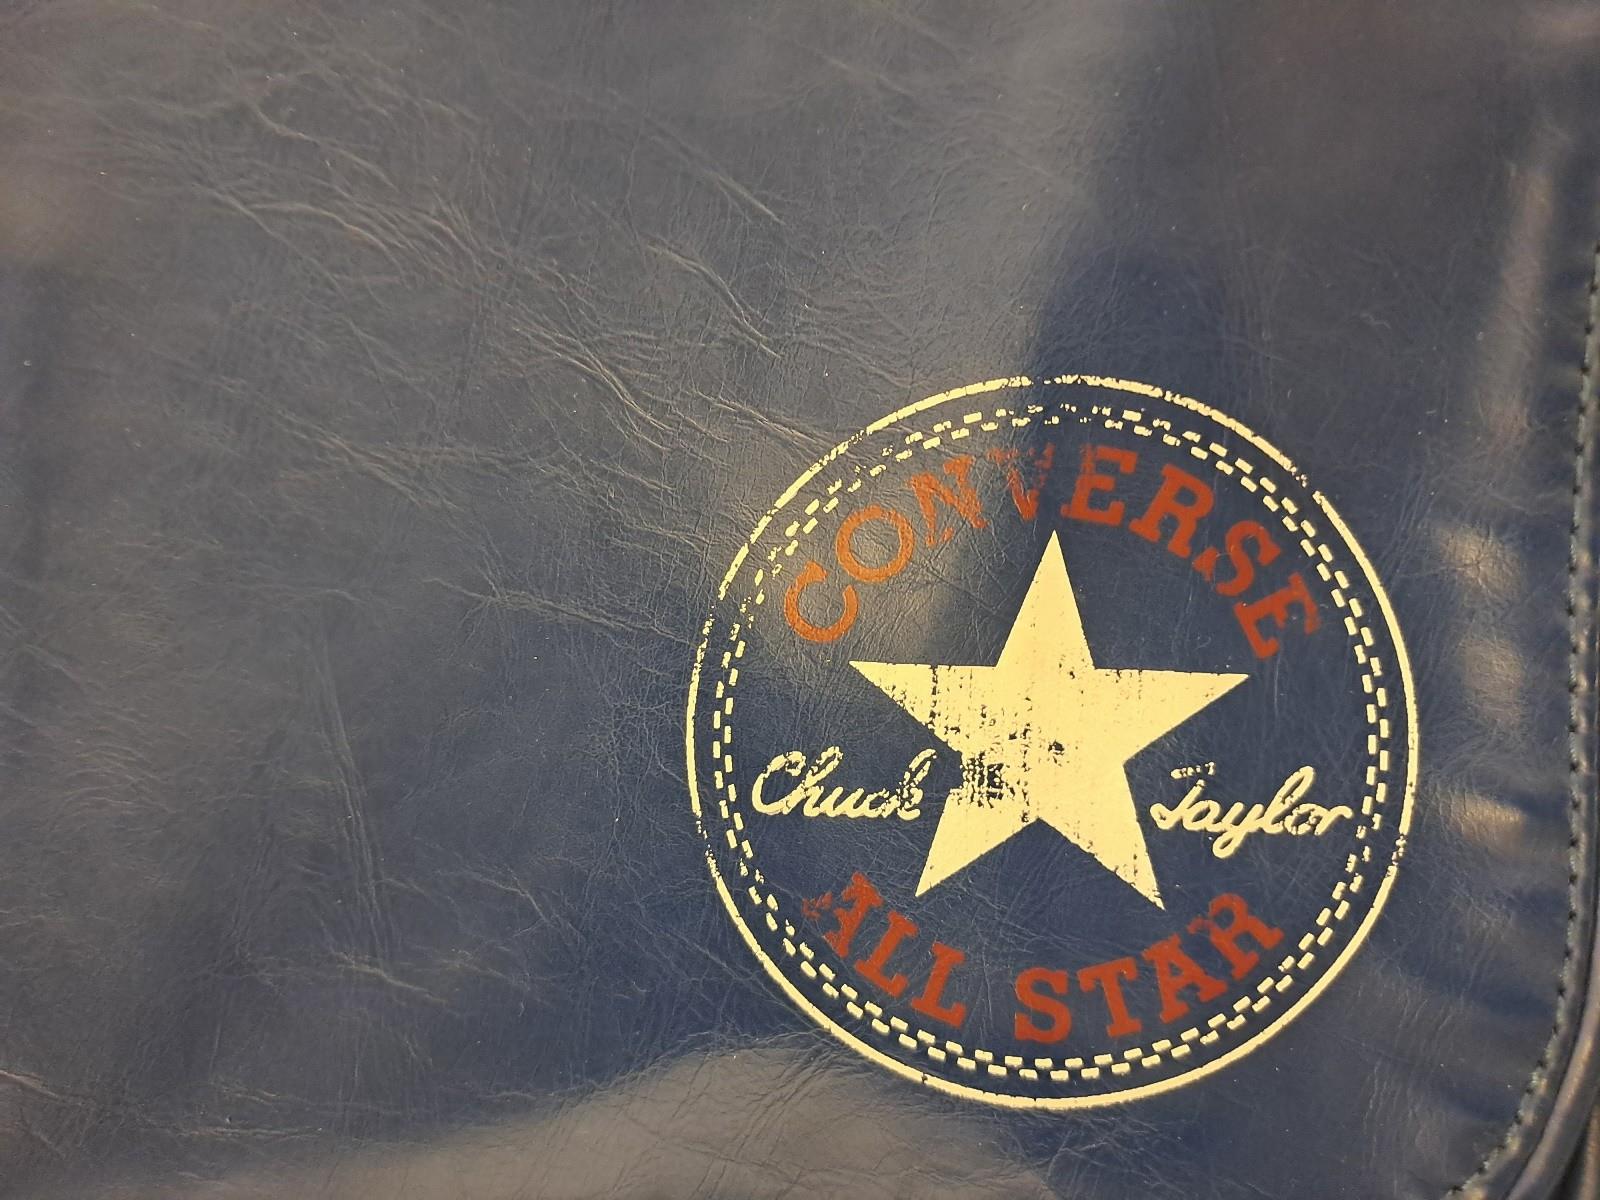 CONVERSE
Chuck Taylor
ALL STAR